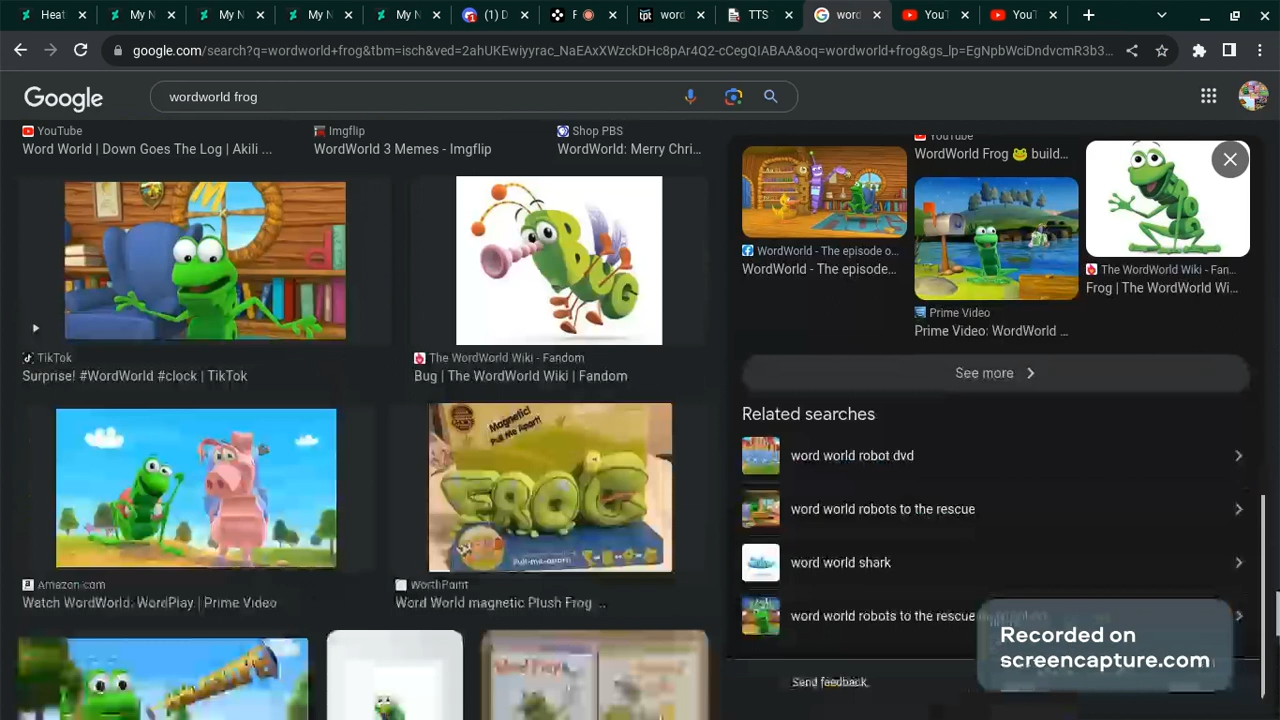 Heat
My N
My N
My N
My N
(1) D
F
word
TTS
word
YouT
YouT
google.com/search?q=wordworld+frog&tbm=isch&ved=2ahUKEwiyyrac_NaEAxXWzckDHc8pAr4Q2-cCegQIABAA&oq=wordworld+frog&gs_lp=EgNpbWciDndvcmR3b3...
Google
wordworld frog
YouTube
Word World | Down Goes The Log | Akili ...
Imgflip
WordWorld 3 Memes - Imgflip
Shop PBS
WordWorld: Merry Chri...
TikTok
Surprise! #WordWorld #clock | TikTok
The WordWorld Wiki - Fandom
Bug | The WordWorld Wiki | Fandom
Magnetic!
Pull Me Apart!
FROG
Amazon.com
Watch WordWorld: WordPlay | Prime Video
WorthPoint
Word World magnetic Plush Frog ...
WordWorld - The episode o...
WordWorld - The episode...
YouTube
WordWorld Frog 🐸 build...
Prime Video
Prime Video: WordWorld ...
The WordWorld Wiki - Fan...
Frog | The WordWorld Wi...
See more
Related searches
word world robot dvd
word world robots to the rescue
word world shark
word world robots to the rescue
Send feedback
Recorded on
screencapture.com